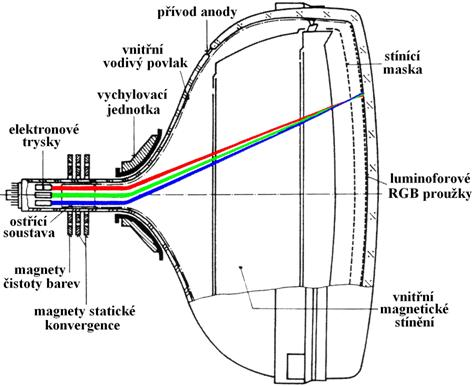 přívod anody
vnitřní
vodivý povlak
vychylovací
jednotka
elektronové
trysky
stínící
maska
luminoforové
RGB proužky
ostřící
soustava
magnety
čistoty barev
magnety statické
konvergence
vnitřní
magnetické
stínění